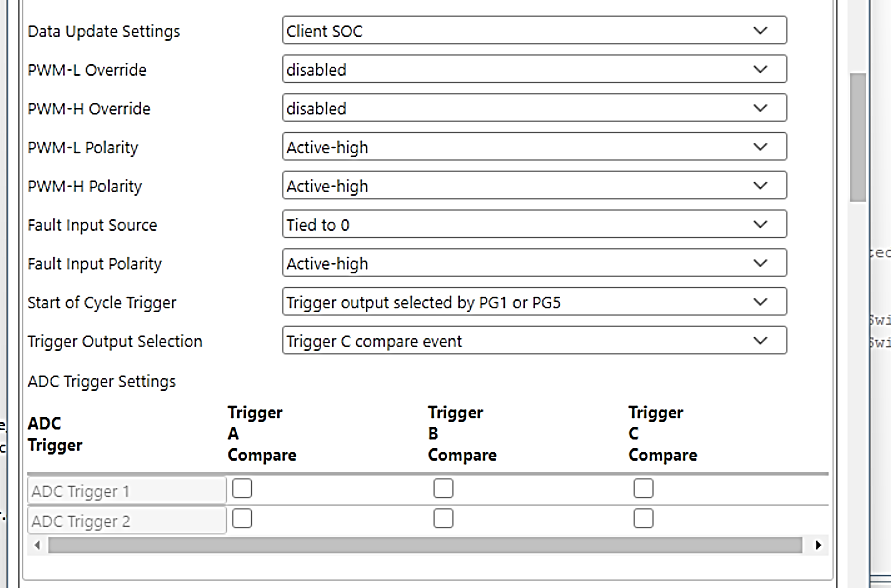 Data Update Settings Client SOC
PWM-L Override disabled
PWM-H Override disabled
PWM-L Polarity Active-high
PWM-H Polarity Active-high
Fault Input Source Tied to 0
Fault Input Polarity Active-high
Start of Cycle Trigger Trigger output selected by PG1 or PG5
Trigger Output Selection Trigger C compare event
ADC Trigger Settings
ADC Trigger
Trigger A Compare
Trigger B Compare
Trigger C Compare
ADC Trigger 1
ADC Trigger 2